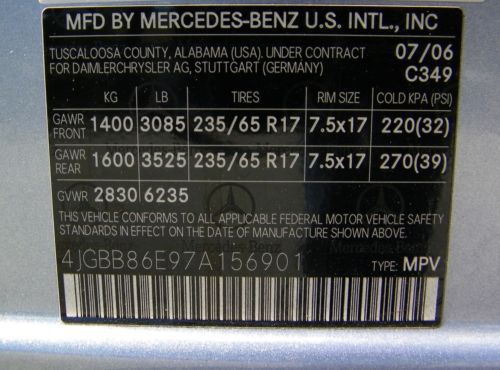 MFD BY MERCEDES-BENZ U.S. INTL., INC
TUSCALOOSA COUNTY, ALABAMA (USA). UNDER CONTRACT 07/06
FOR DAIMLERCHRYSLER AG, STUTTGART (GERMANY) C349
KG LB TIRES RIM SIZE COLD KPA (PSI)
GAWR FRONT 1400 3085 235/65 R17 7.5x17 220(32)
GAWR REAR 1600 3525 235/65 R17 7.5x17 270(39)
GVWR 2830 6235
THIS VEHICLE CONFORMS TO ALL APPLICABLE FEDERAL MOTOR VEHICLE SAFETY
STANDARDS IN EFFECT ON THE DATE OF MANUFACTURE SHOWN ABOVE
Mercedes Benz
4JGBB86E97A156901 TYPE: MPV